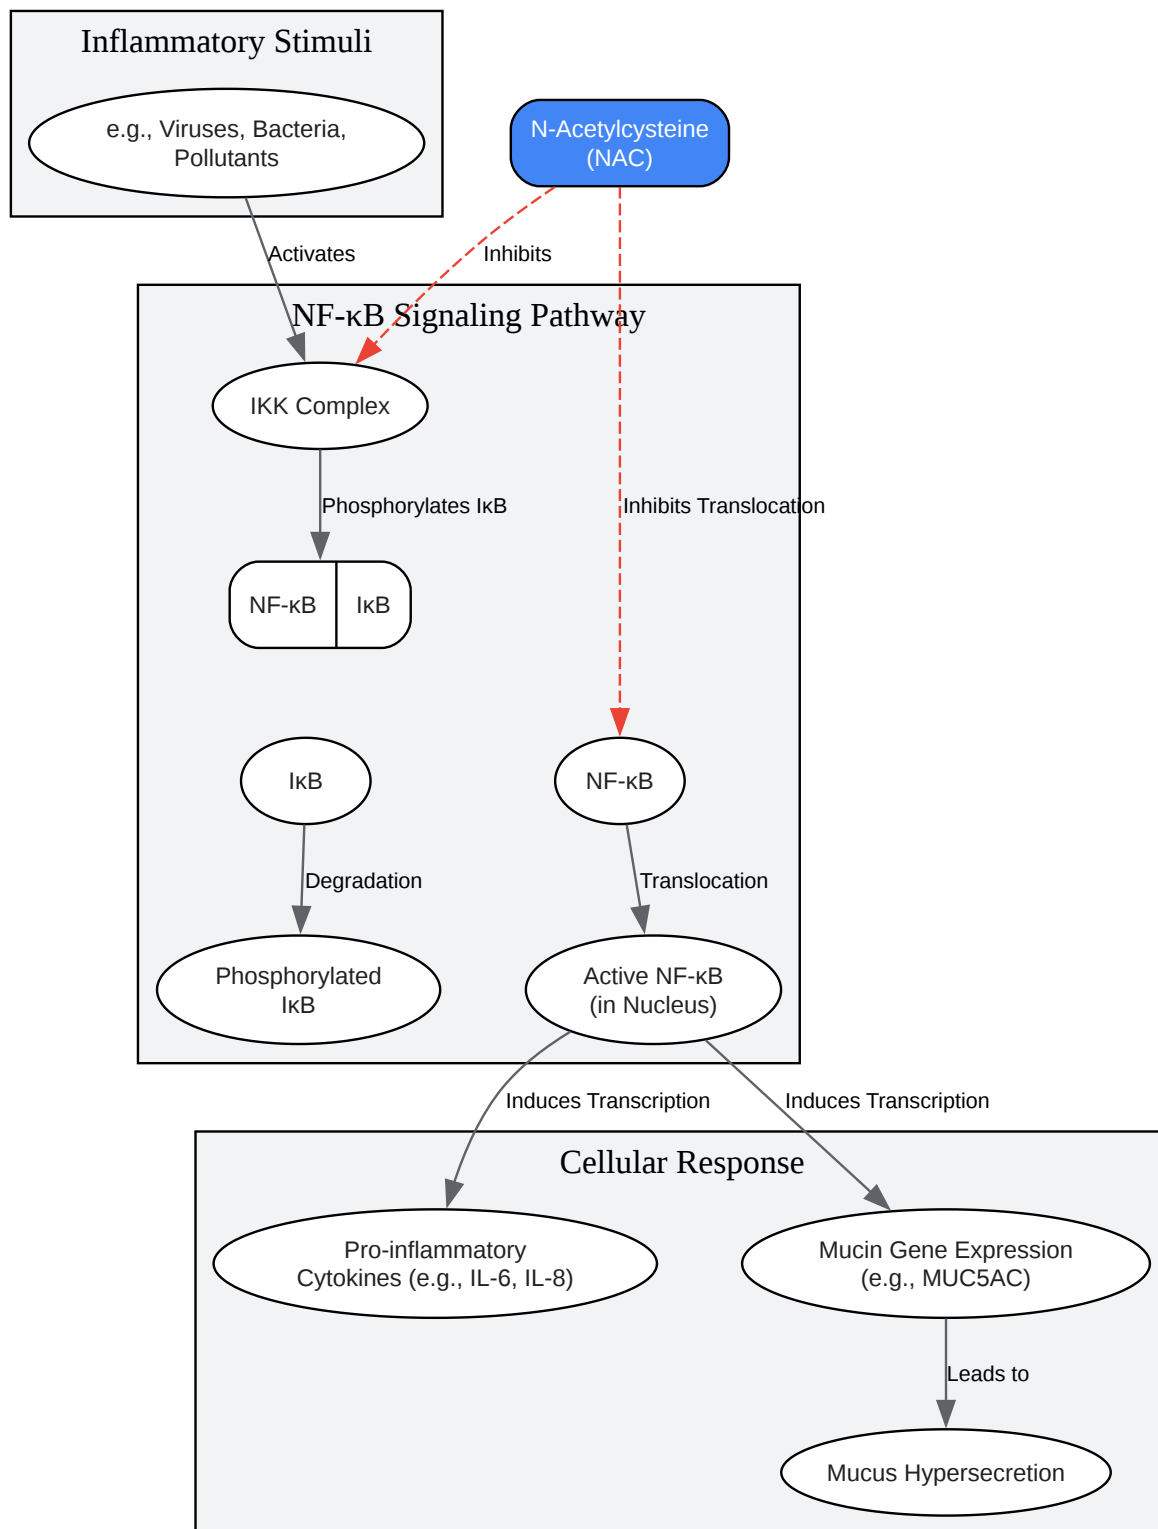 Inflammatory Stimuli
e.g., Viruses, Bacteria,
Pollutants
N-Acetylcysteine
(NAC)
Activates
Inhibits
NF-κB Signaling Pathway
IKK Complex
Phosphorylates IκB
Inhibits Translocation
NF-κB
IκB
IκB
NF-κB
Degradation
Translocation
Phosphorylated
IκB
Active NF-κB
(in Nucleus)
Induces Transcription
Induces Transcription
Cellular Response
Pro-inflammatory
Cytokines (e.g., IL-6, IL-8)
Mucin Gene Expression
(e.g., MUC5AC)
Leads to
Mucus Hypersecretion